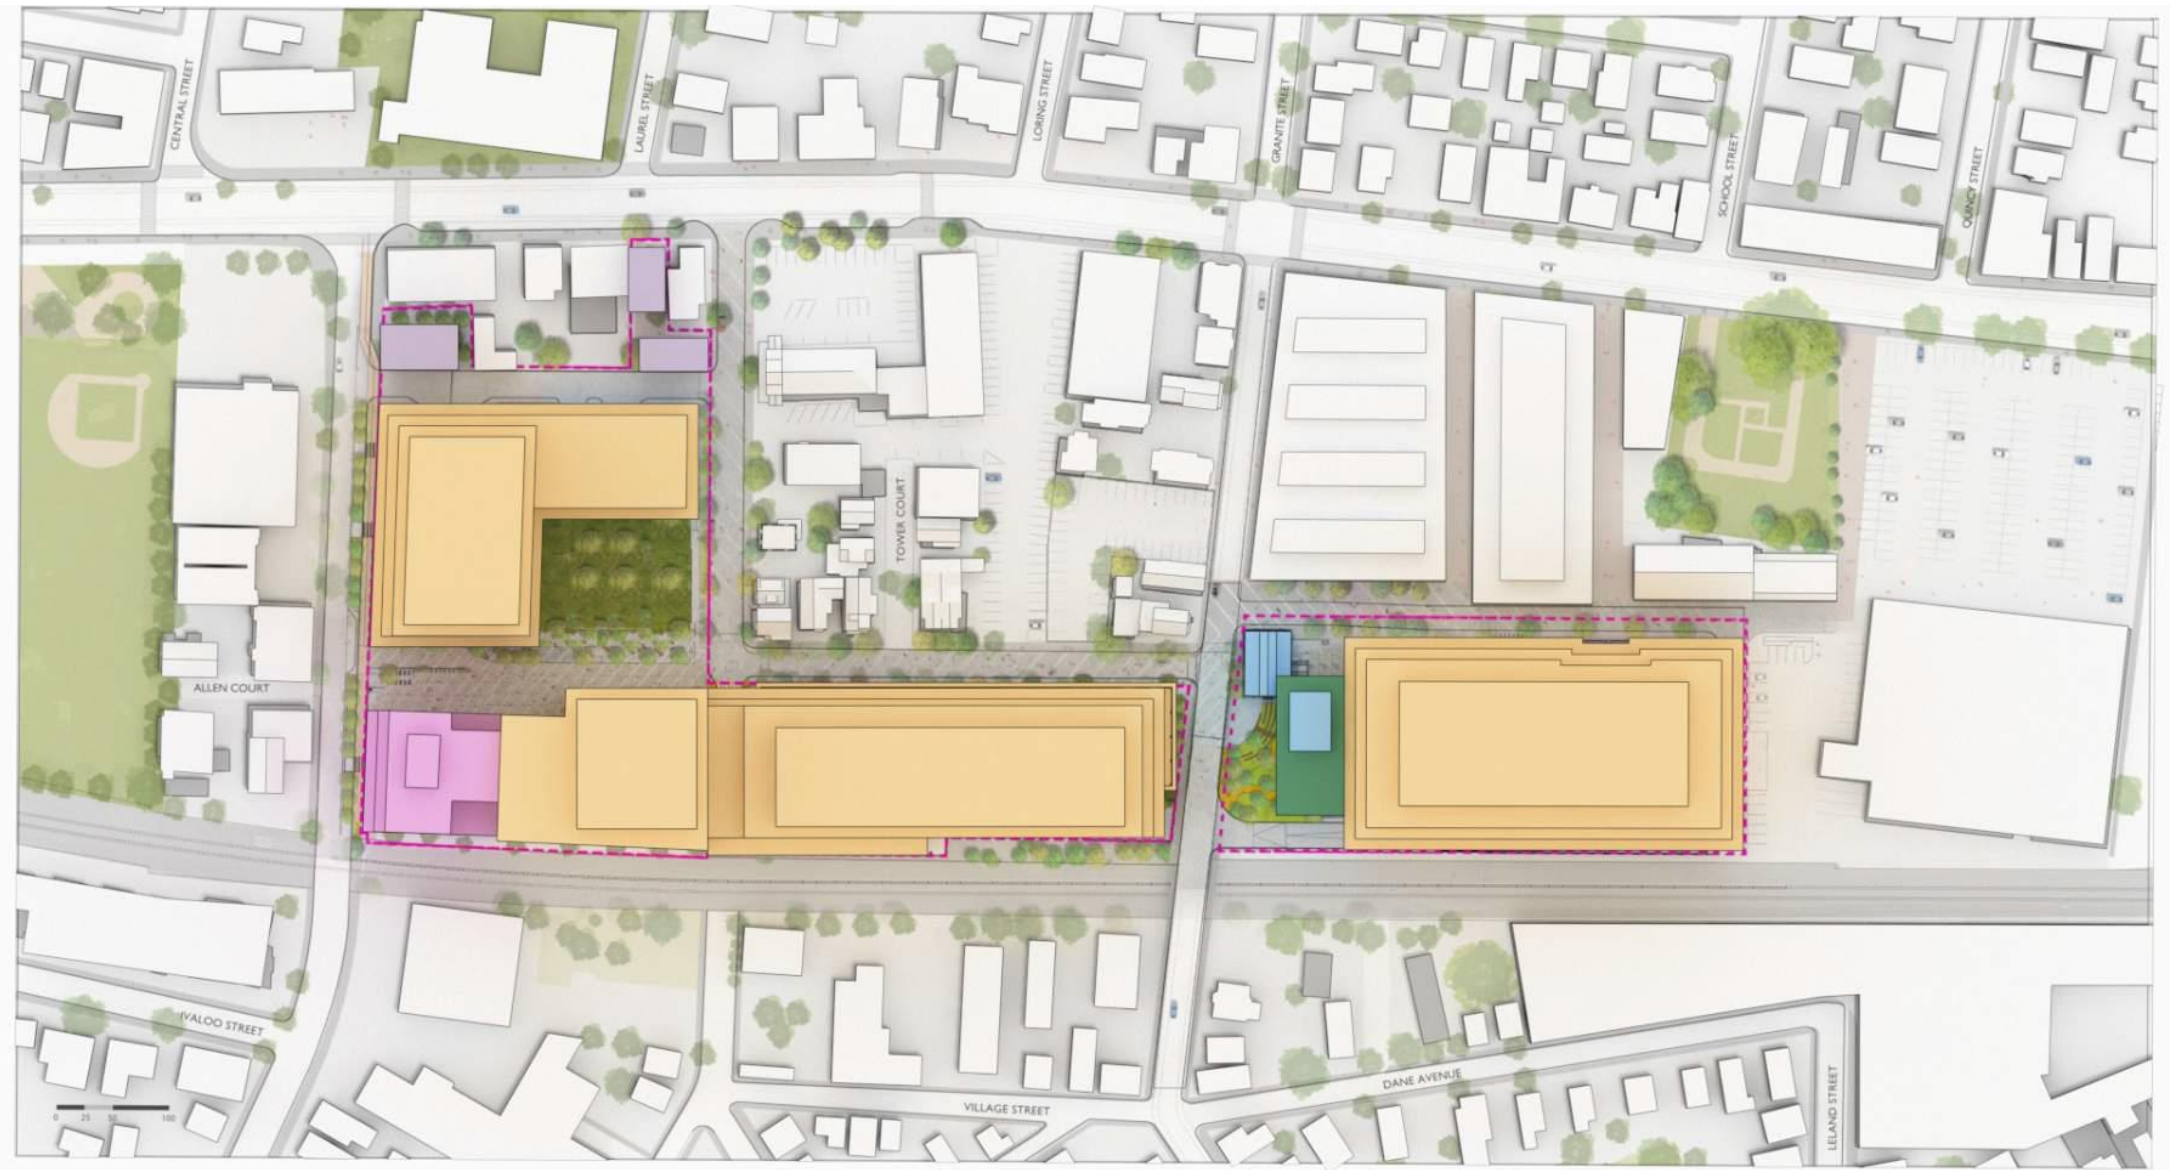 CENTRAL STREET
LAUREL STREET
LORING STREET
GRANITE STREET
SCHOOL STREET
QUINCY STREET
TOWER COURT
ALLEN COURT
IVALOO STREET
DANE AVENUE
VILLAGE STREET
LELAND STREET
0 25 50 100